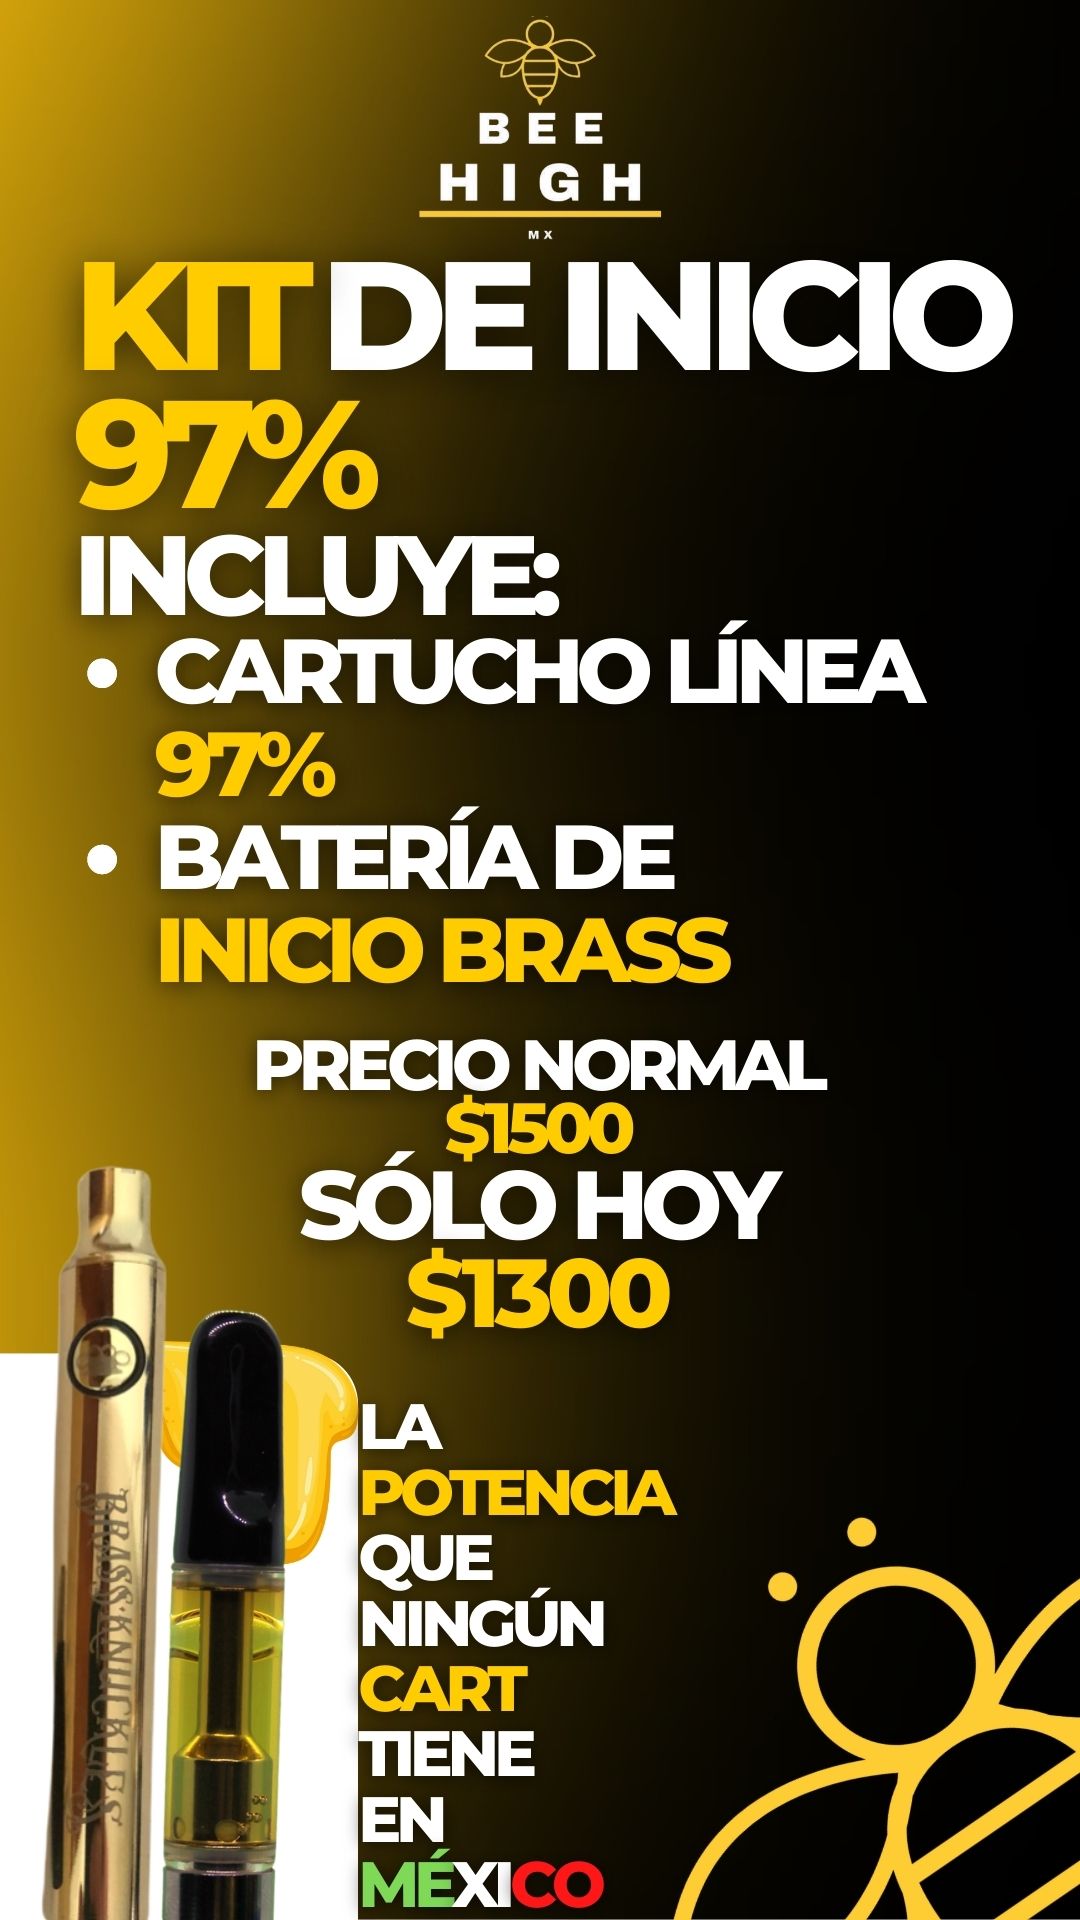 BEE
HIGH
MX
KIT DE INICIO
97%
INCLUYE:
• CARTUCHO LÍNEA
97%
• BATERÍA DE
INICIO BRASS
PRECIO NORMAL
$1500
SÓLO HOY
$1300
LA
POTENCIA
QUE
NINGÚN
CART
TIENE
EN
MÉXICO
BRASS KNUCKLES